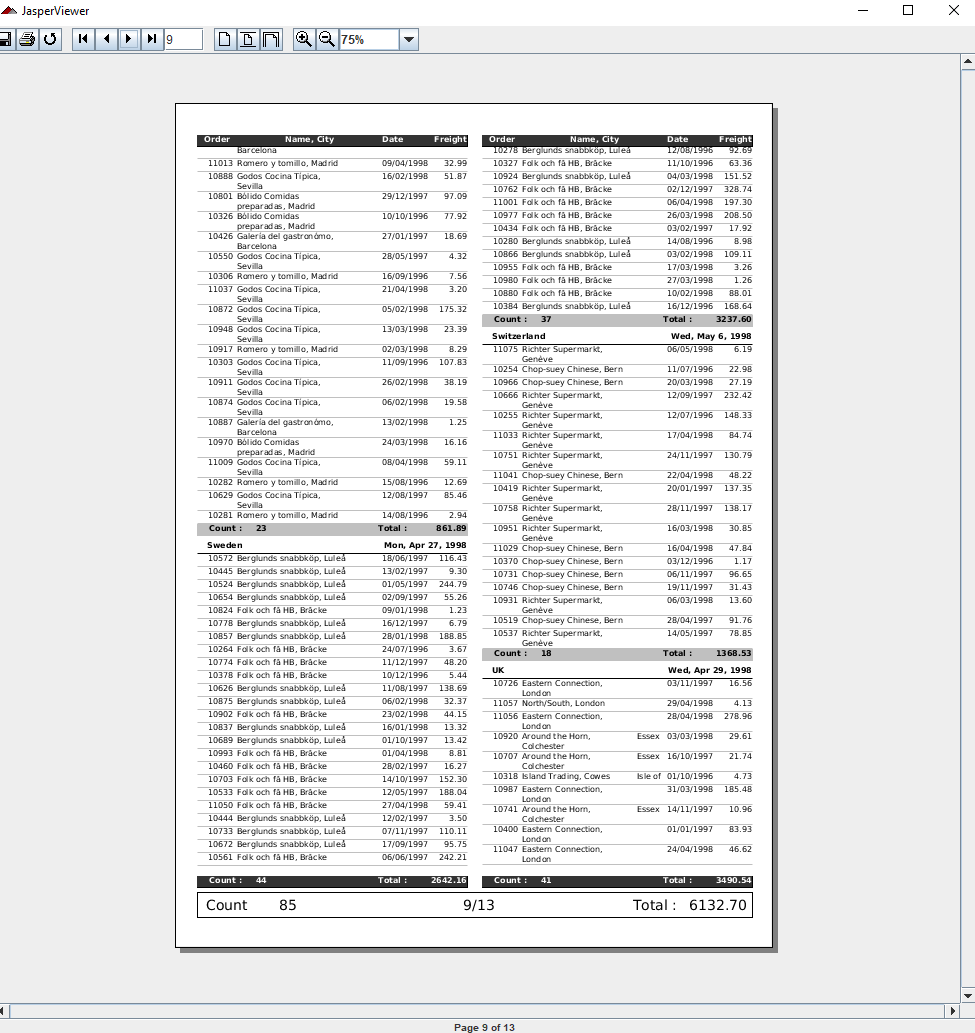 JasperViewer
9
75%
Order Name, City Date Freight
Barcelona
11013 Romero y tomillo, Madrid 09/04/1998 32.99
10888 Godos Cocina Típica, 16/02/1998 51.87
Sevilla
10801 Bólido Comidas 29/12/1997 97.09
preparadas, Madrid
10326 Bólido Comidas 10/10/1996 77.92
preparadas, Madrid
10426 Galería del gastronómo, 27/01/1997 18.69
Barcelona
10550 Godos Cocina Típica, 28/05/1997 4.32
Sevilla
10306 Romero y tomillo, Madrid 16/09/1996 7.56
11037 Godos Cocina Típica, 21/04/1998 3.20
Sevilla
10872 Godos Cocina Típica, 05/02/1998 175.32
Sevilla
10948 Godos Cocina Típica, 13/03/1998 23.39
Sevilla
10917 Romero y tomillo, Madrid 02/03/1998 8.29
10303 Godos Cocina Típica, 11/09/1996 107.83
Sevilla
10911 Godos Cocina Típica, 26/02/1998 38.19
Sevilla
10874 Godos Cocina Típica, 06/02/1998 19.58
Sevilla
10887 Galería del gastronómo, 13/02/1998 1.25
Barcelona
10970 Bólido Comidas 24/03/1998 16.16
preparadas, Madrid
11009 Godos Cocina Típica, 08/04/1998 59.11
Sevilla
10282 Romero y tomillo, Madrid 15/08/1996 12.69
10629 Godos Cocina Típica, 12/08/1997 85.46
Sevilla
10281 Romero y tomillo, Madrid 14/08/1996 2.94
Count : 23 Total : 861.89
Sweden Mon, Apr 27, 1998
10572 Berglunds snabbköp, Luleå 18/06/1997 116.43
10445 Berglunds snabbköp, Luleå 13/02/1997 9.30
10524 Berglunds snabbköp, Luleå 01/05/1997 244.79
10654 Berglunds snabbköp, Luleå 02/09/1997 55.26
10824 Folk och fä HB, Bräcke 09/01/1998 1.23
10778 Berglunds snabbköp, Luleå 16/12/1997 6.79
10857 Berglunds snabbköp, Luleå 28/01/1998 188.85
10264 Folk och fä HB, Bräcke 24/07/1996 3.67
10774 Folk och fä HB, Bräcke 11/12/1997 48.20
10378 Folk och fä HB, Bräcke 10/12/1996 5.44
10626 Berglunds snabbköp, Luleå 11/08/1997 138.69
10875 Berglunds snabbköp, Luleå 06/02/1998 32.37
10902 Folk och fä HB, Bräcke 23/02/1998 44.15
10837 Berglunds snabbköp, Luleå 16/01/1998 13.32
10689 Berglunds snabbköp, Luleå 01/10/1997 13.42
10993 Folk och fä HB, Bräcke 01/04/1998 8.81
10460 Folk och fä HB, Bräcke 28/02/1997 16.27
10703 Folk och fä HB, Bräcke 14/10/1997 152.30
10533 Folk och fä HB, Bräcke 12/05/1997 188.04
11050 Folk och fä HB, Bräcke 27/04/1998 59.41
10444 Berglunds snabbköp, Luleå 12/02/1997 3.50
10733 Berglunds snabbköp, Luleå 07/11/1997 110.11
10672 Berglunds snabbköp, Luleå 17/09/1997 95.75
10561 Folk och fä HB, Bräcke 06/06/1997 242.21
Count : 44 Total : 2642.16
Order Name, City Date Freight
10278 Berglunds snabbköp, Luleå 12/08/1996 92.69
10327 Folk och fä HB, Bräcke 11/10/1996 63.36
10924 Berglunds snabbköp, Luleå 04/03/1998 151.52
10762 Folk och fä HB, Bräcke 02/12/1997 328.74
11001 Folk och fä HB, Bräcke 06/04/1998 197.30
10977 Folk och fä HB, Bräcke 26/03/1998 208.50
10434 Folk och fä HB, Bräcke 03/02/1997 17.92
10280 Berglunds snabbköp, Luleå 14/08/1996 8.98
10866 Berglunds snabbköp, Luleå 03/02/1998 109.11
10955 Folk och fä HB, Bräcke 17/03/1998 3.26
10980 Folk och fä HB, Bräcke 27/03/1998 1.26
10880 Folk och fä HB, Bräcke 10/02/1998 88.01
10384 Berglunds snabbköp, Luleå 16/12/1996 168.64
Count : 37 Total : 3237.60
Switzerland Wed, May 6, 1998
11075 Richter Supermarkt, 06/05/1998 6.19
Genève
10254 Chop-suey Chinese, Bern 11/07/1996 22.98
10966 Chop-suey Chinese, Bern 20/03/1998 27.19
10666 Richter Supermarkt, 12/09/1997 232.42
Genève
10255 Richter Supermarkt, 12/07/1996 148.33
Genève
11033 Richter Supermarkt, 17/04/1998 84.74
Genève
10751 Richter Supermarkt, 24/11/1997 130.79
Genève
11041 Chop-suey Chinese, Bern 22/04/1998 48.22
10419 Richter Supermarkt, 20/01/1997 137.35
Genève
10758 Richter Supermarkt, 28/11/1997 138.17
Genève
10951 Richter Supermarkt, 16/03/1998 30.85
Genève
11029 Chop-suey Chinese, Bern 16/04/1998 47.84
10370 Chop-suey Chinese, Bern 03/12/1996 1.17
10731 Chop-suey Chinese, Bern 06/11/1997 96.65
10746 Chop-suey Chinese, Bern 19/11/1997 31.43
10931 Richter Supermarkt, 06/03/1998 13.60
Genève
10519 Chop-suey Chinese, Bern 28/04/1997 91.76
10537 Richter Supermarkt, 14/05/1997 78.85
Genève
Count : 18 Total : 1368.53
UK Wed, Apr 29, 1998
10726 Eastern Connection, 03/11/1997 16.56
London
11057 North/South, London 29/04/1998 4.13
11056 Eastern Connection, 28/04/1998 278.96
London
10920 Around the Horn, Essex 03/03/1998 29.61
Colchester
10707 Around the Horn, Essex 16/10/1997 21.74
Colchester
10318 Island Trading, Cowes Isle of 01/10/1996 4.73
10987 Eastern Connection, 31/03/1998 185.48
London
10741 Around the Horn, Essex 14/11/1997 10.96
Colchester
10400 Eastern Connection, 01/01/1997 83.93
London
11047 Eastern Connection, 24/04/1998 46.62
London
Count : 41 Total : 3490.54
Count 85 9/13 Total : 6132.70
Page 9 of 13